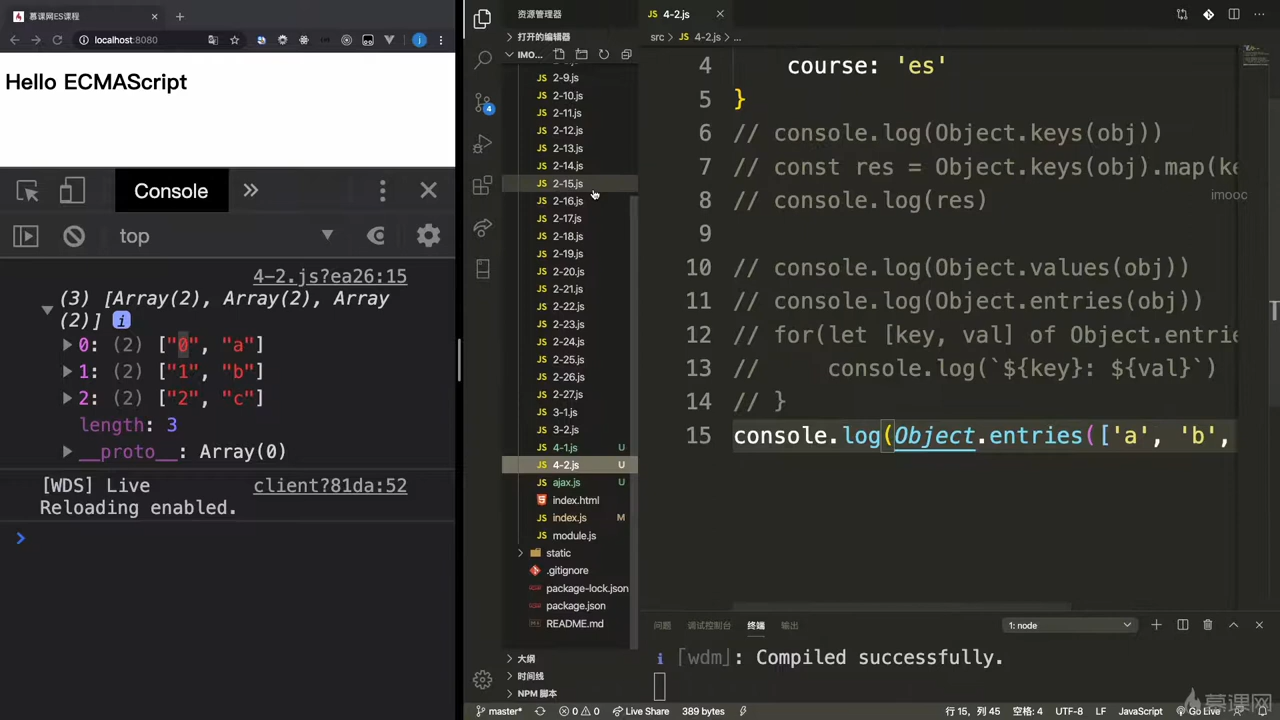 慕课网ES课程
localhost:8080
Hello ECMAScript
Console
top
4-2.js?ea26:15
(3) [Array(2), Array(2), Array
(2)] i
0: (2) ["0", "a"]
1: (2) ["1", "b"]
2: (2) ["2", "c"]
length: 3
__proto__: Array(0)
[WDS] Live
client?81da:52
Reloading enabled.
资源管理器
打开的编辑器
IMO...
2-9.js
2-10.js
2-11.js
2-12.js
2-13.js
2-14.js
2-15.js
2-16.js
2-17.js
2-18.js
2-19.js
2-20.js
2-21.js
2-22.js
2-23.js
2-24.js
2-25.js
2-26.js
2-27.js
3-1.js
3-2.js
4-1.js U
4-2.js U
ajax.js U
index.html
index.js M
module.js
static
.gitignore
package-lock.json
package.json
README.md
大纲
时间线
NPM 脚本
4-2.js
src > 4-2.js > ...
4 course: 'es'
5 }
6 // console.log(Object.keys(obj))
7 // const res = Object.keys(obj).map(ke
8 // console.log(res)
9
10 // console.log(Object.values(obj))
11 // console.log(Object.entries(obj))
12 // for(let [key, val] of Object.entrie
13 // console.log(`${key}: ${val}`)
14 // }
15 console.log(Object.entries(['a', 'b',
imooc
问题 调试控制台 终端 输出
1: node
i ｢wdm｣: Compiled successfully.
master* 0 0 Live Share 389 bytes 行 15, 列 45 空格: 4 UTF-8 LF JavaScript Go Live
慕课网